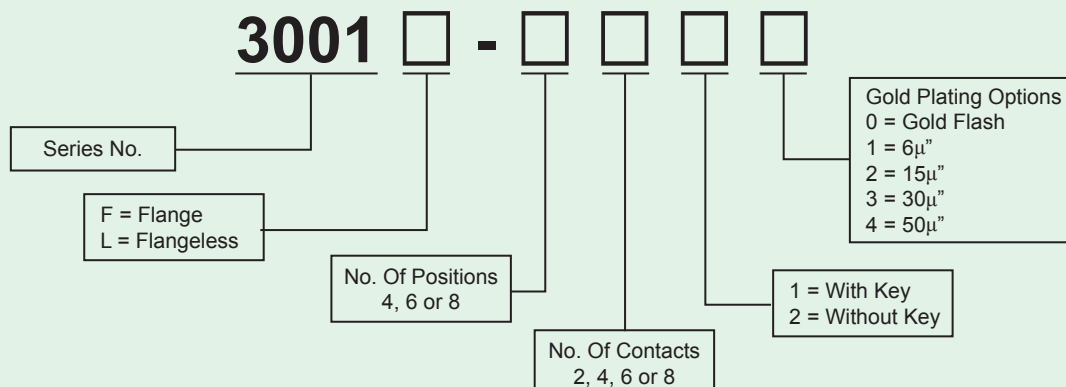 3001 □ - □ □ □ □
Series No.
F = Flange
L = Flangeless
No. Of Positions
4, 6 or 8
No. Of Contacts
2, 4, 6 or 8
1 = With Key
2 = Without Key
Gold Plating Options
0 = Gold Flash
1 = 6µ”
2 = 15µ”
3 = 30µ”
4 = 50µ”